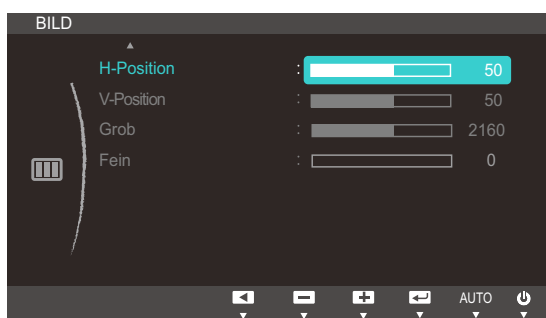 BILD
H-Position : 50
V-Position : 50
Grob : 2160
Fein : 0
AUTO